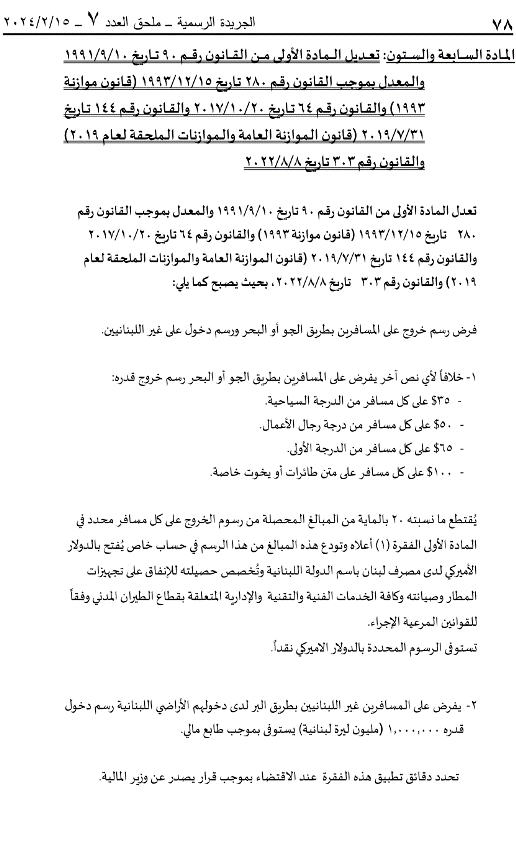 ٧٨
الجريدة الرسمية – ملحق العدد ٧ – ٢٠٢٤/٢/١٥
المادة السابعة والستون: تعديل المادة الأولى من القانون رقم ٩٠ تاريخ ١٩٩١/٩/١٠
والمعدل بموجب القانون رقم ٢٨٠ تاريخ ١٩٩٣/١٢/١٥ (قانون موازنة
١٩٩٣) والقانون رقم ٦٤ تاريخ ٢٠١٧/١٠/٢٠ والقانون رقم ١٤٤ تاريخ
٢٠١٩/٧/٣١ (قانون الموازنة العامة والموازنات الملحقة لعام ٢٠١٩)
والقانون رقم ٣٠٣ تاريخ ٢٠٢٢/٨/٨
تعدل المادة الأولى من القانون رقم ٩٠ تاريخ ١٩٩١/٩/١٠ والمعدل بموجب القانون رقم
٢٨٠ تاريخ ١٩٩٣/١٢/١٥ (قانون موازنة ١٩٩٣) والقانون رقم ٦٤ تاريخ ٢٠١٧/١٠/٢٠
والقانون رقم ١٤٤ تاريخ ٢٠١٩/٧/٣١ (قانون الموازنة العامة والموازنات الملحقة لعام
٢٠١٩) والقانون رقم ٣٠٣ تاريخ ٢٠٢٢/٨/٨، بحيث يصبح كما يلي:
فرض رسم خروج على المسافرين بطريق الجو أو البحر ورسم دخول على غير اللبنانيين.
١- خلافاً لأي نص آخر يفرض على المسافرين بطريق الجو أو البحر رسم خروج قدره:
- ٣٥$ على كل مسافر من الدرجة السياحية.
- ٥٠$ على كل مسافر من درجة رجال الأعمال.
- ٦٥$ على كل مسافر من الدرجة الأولى.
- ١٠٠$ على كل مسافر على متن طائرات أو يخوت خاصة.
يُقتطع ما نسبته ٢٠ بالماية من المبالغ المحصلة من رسوم الخروج على كل مسافر محدد في
المادة الأولى الفقرة (١) أعلاه وتودع هذه المبالغ من هذا الرسم في حساب خاص يُفتح بالدولار
الأميركي لدى مصرف لبنان باسم الدولة اللبنانية وتُخصص حصيلته للإنفاق على تجهيزات
المطار وصيانته وكافة الخدمات الفنية والتقنية والإدارية المتعلقة بقطاع الطيران المدني وفقاً
للقوانين المرعية الإجراء.
تستوفى الرسوم المحددة بالدولار الاميركي نقداً.
٢- يفرض على المسافرين غير اللبنانيين بطريق البر لدى دخولهم الأراضي اللبنانية رسم دخول
قدره ١,٠٠٠,٠٠٠ (مليون ليرة لبنانية) يستوفى بموجب طابع مالي.
تحدد دقائق تطبيق هذه الفقرة عند الاقتضاء بموجب قرار يصدر عن وزير المالية.